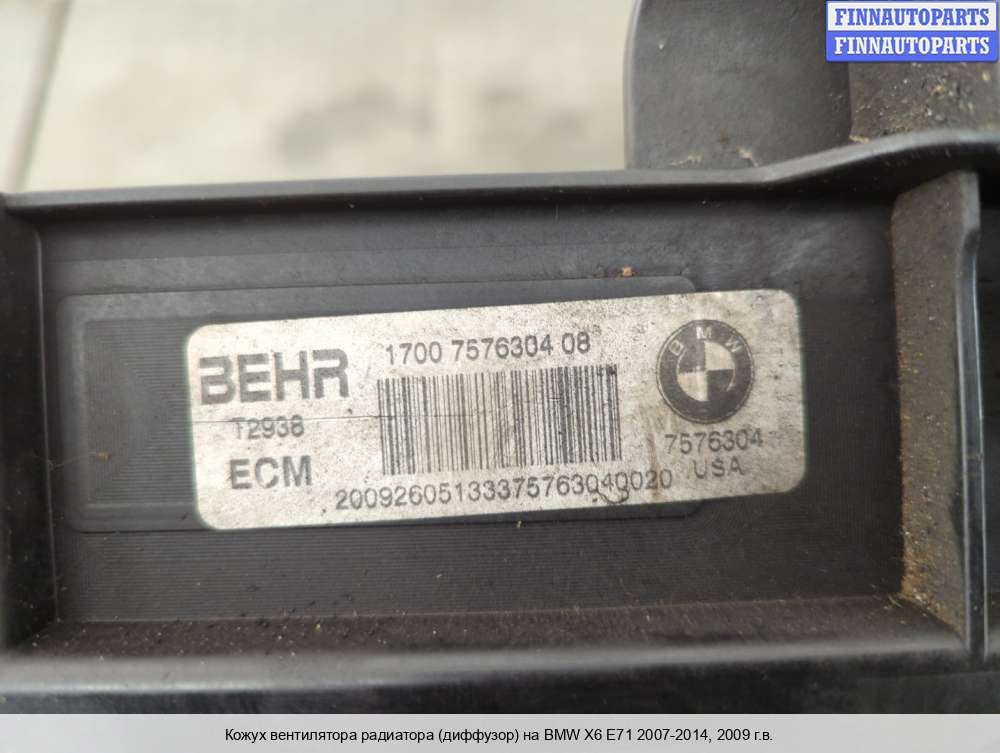 FINNAUTOPARTS
FINNAUTOPARTS
BEHR
1700 7576304 08
BMW
T2938
ECM
7576304
USA
20092605133375763040020
Кожух вентилятора радиатора (диффузор) на BMW X6 E71 2007-2014, 2009 г.в.